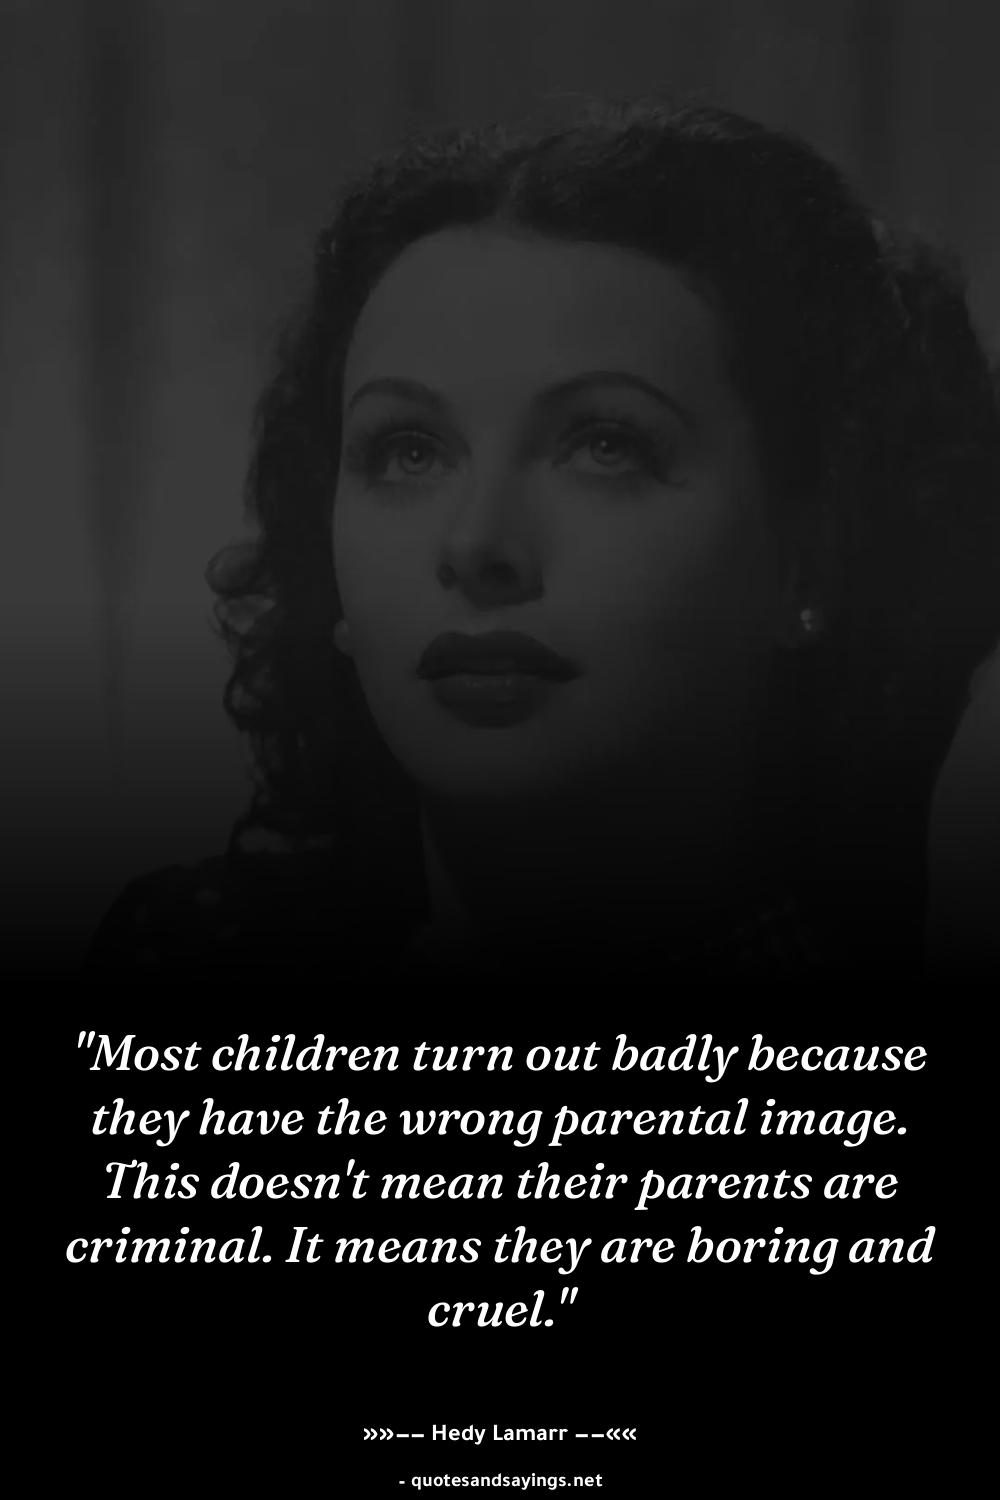 "Most children turn out badly because
they have the wrong parental image.
This doesn't mean their parents are
criminal. It means they are boring and
cruel."
»»–– Hedy Lamarr ––««
- quotesandsayings.net